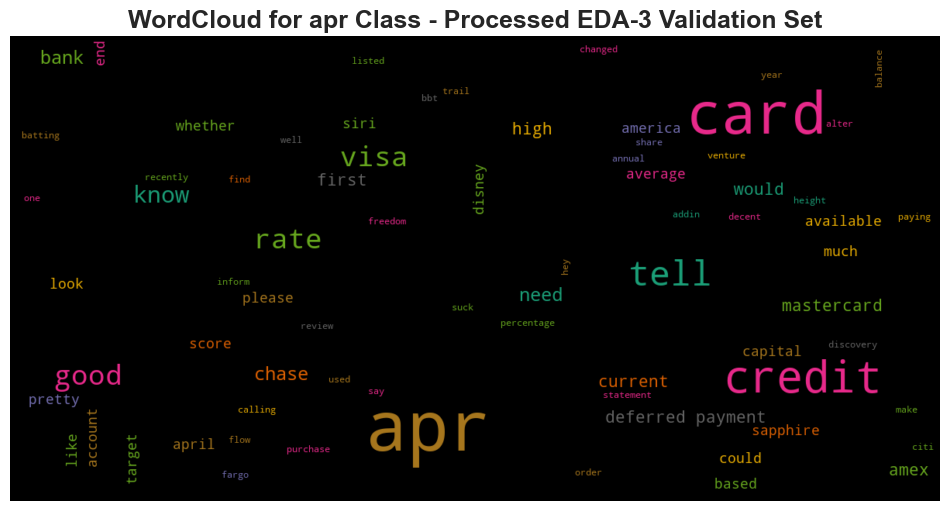 WordCloud for apr Class - Processed EDA-3 Validation Set
bank
end
listed
changed
year
balance
bbt
trail
batting
whether
well
siri
visa
high
america
share
annual
card
alter
venture
average
first
disney
recently
find
know
one
would
height
available
paying
addin
decent
freedom
rate
much
tell
hey
look
inform
please
need
suck
percentage
mastercard
review
score
discovery
capital
good
chase
used
say
current
statement
credit
pretty
calling
deferred payment
make
like
account
target
april
flow
purchase
apr
sapphire
citi
could
fargo
order
based
amex